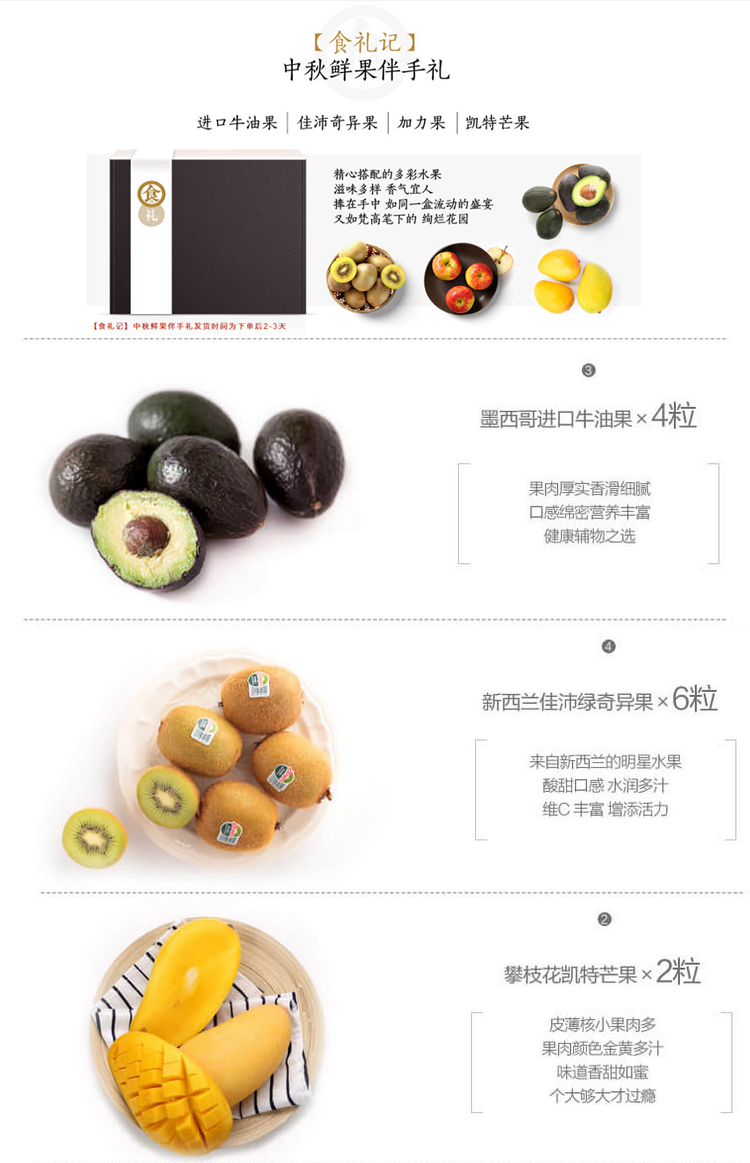 【食礼记】
中秋鲜果伴手礼
进口牛油果 | 佳沛奇异果 | 加力果 | 凯特芒果
食
礼
精心搭配的多彩水果
滋味多样 香气宜人
捧在手中 如同一盒流动的盛宴
又如梵高笔下的 绚烂花园
【食礼记】中秋鲜果伴手礼发货时间为下单后2-3天
3
墨西哥进口牛油果×4粒
果肉厚实香滑细腻
口感绵密营养丰富
健康辅物之选
4
新西兰佳沛绿奇异果×6粒
来自新西兰的明星水果
酸甜口感 水润多汁
维C 丰富 增添活力
2
攀枝花凯特芒果×2粒
皮薄核小果肉多
果肉颜色金黄多汁
味道香甜如蜜
个大够大才过瘾